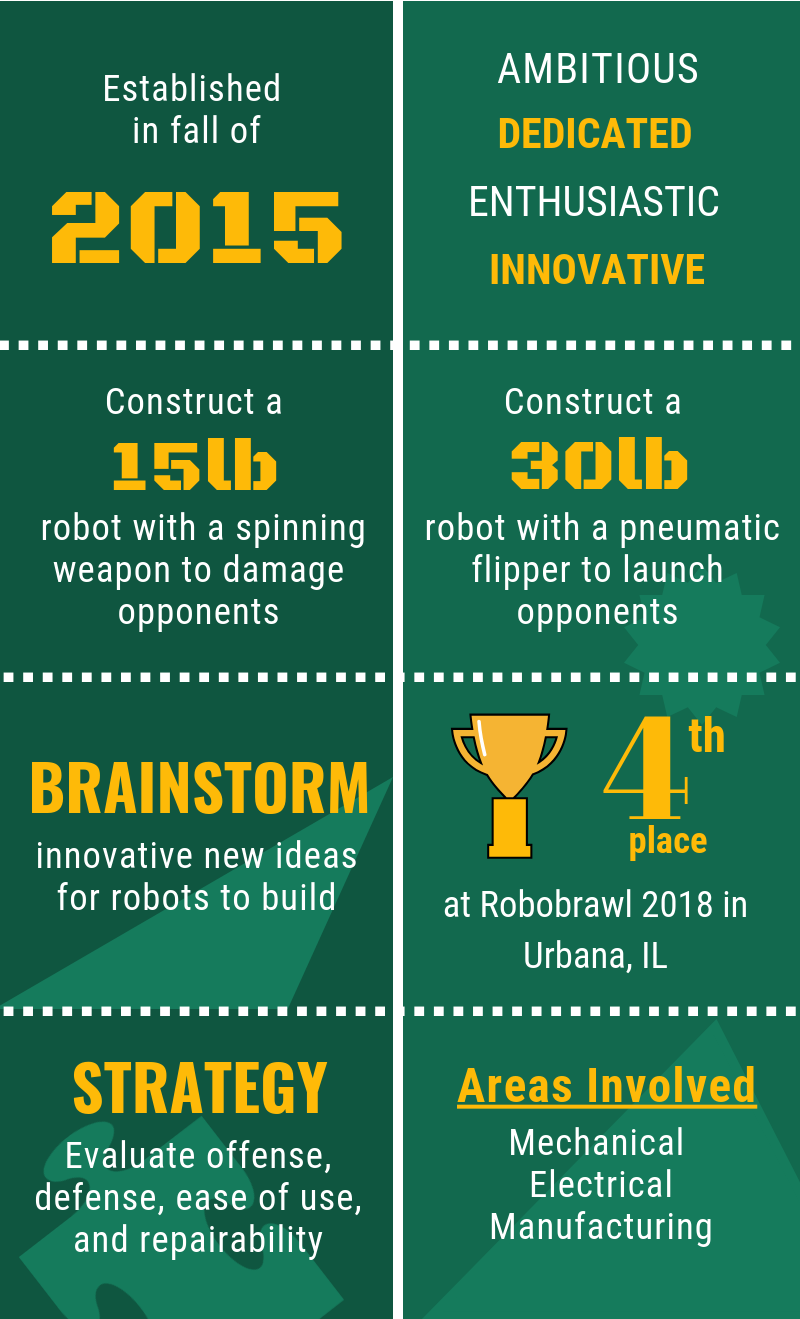 Established
in fall of
2015
AMBITIOUS
DEDICATED
ENTHUSIASTIC
INNOVATIVE
Construct a
15lb
robot with a spinning
weapon to damage
opponents
Construct a
30lb
robot with a pneumatic
flipper to launch
opponents
BRAINSTORM
innovative new ideas
for robots to build
4th
place
at Robobrawl 2018 in
Urbana, IL
STRATEGY
Evaluate offense,
defense, ease of use,
and repairability
Areas Involved
Mechanical
Electrical
Manufacturing